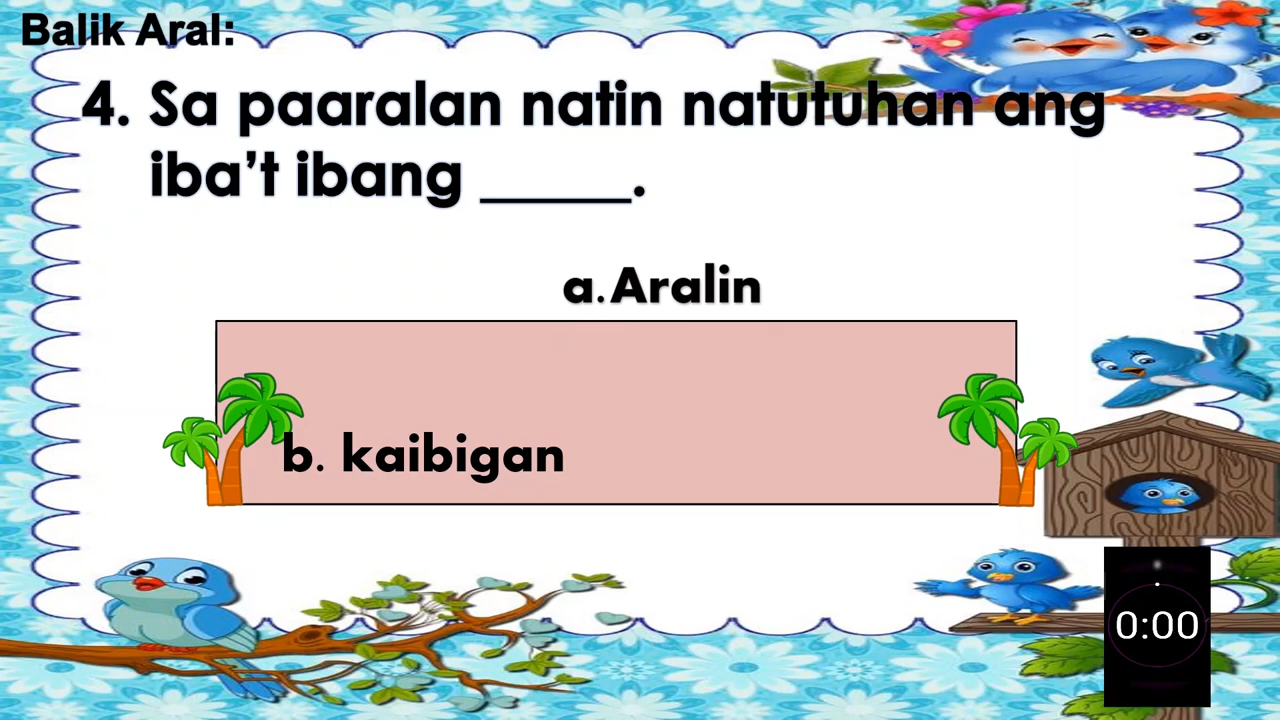 Balik Aral:
4. Sa paaralan natin natutuhan ang
iba’t ibang _____.
a.Aralin
b. kaibigan
0:00